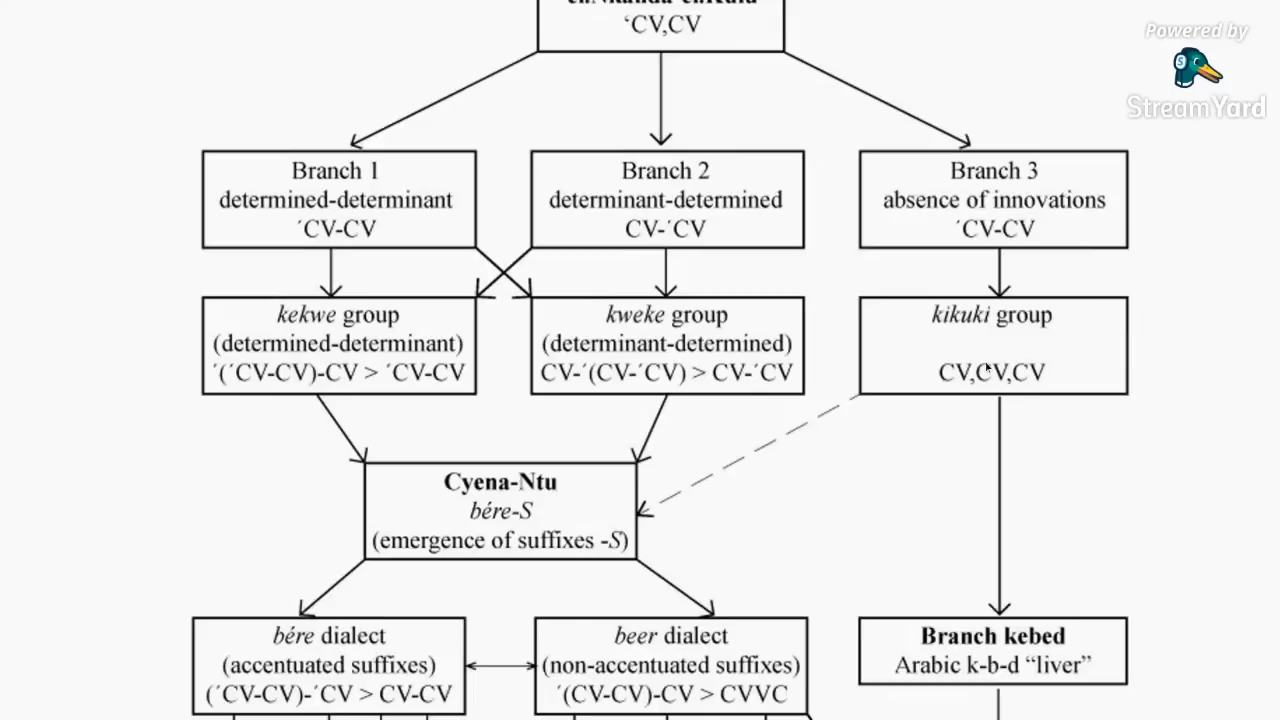 ‘CV,CV
Powered by
StreamYard
Branch 1
determined-determinant
´CV-CV
Branch 2
determinant-determined
CV-´CV
Branch 3
absence of innovations
´CV-CV
kekwe group
(determined-determinant)
´(´CV-CV)-CV > ´CV-CV
kweke group
(determinant-determined)
CV-´(CV-´CV) > CV-´CV
kikuki group
CV,CV,CV
Cyena-Ntu
bére-S
(emergence of suffixes -S)
bére dialect
(accentuated suffixes)
(´CV-CV)-´CV > CV-CV
beer dialect
(non-accentuated suffixes)
´(CV-CV)-CV > CVVC
Branch kebed
Arabic k-b-d “liver”